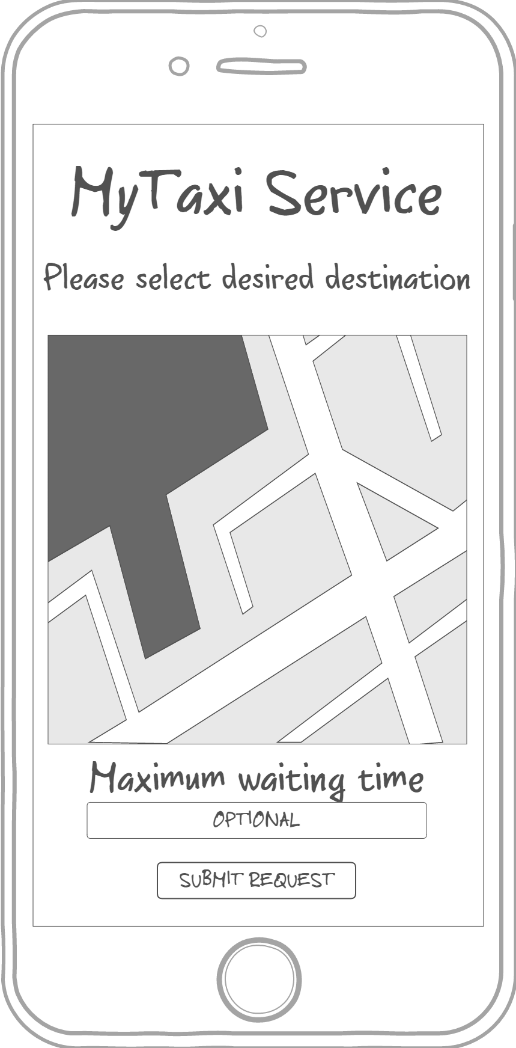 MyTaxi Service
Please select desired destination
Maximum waiting time
OPTIONAL
SUBMIT REQUEST